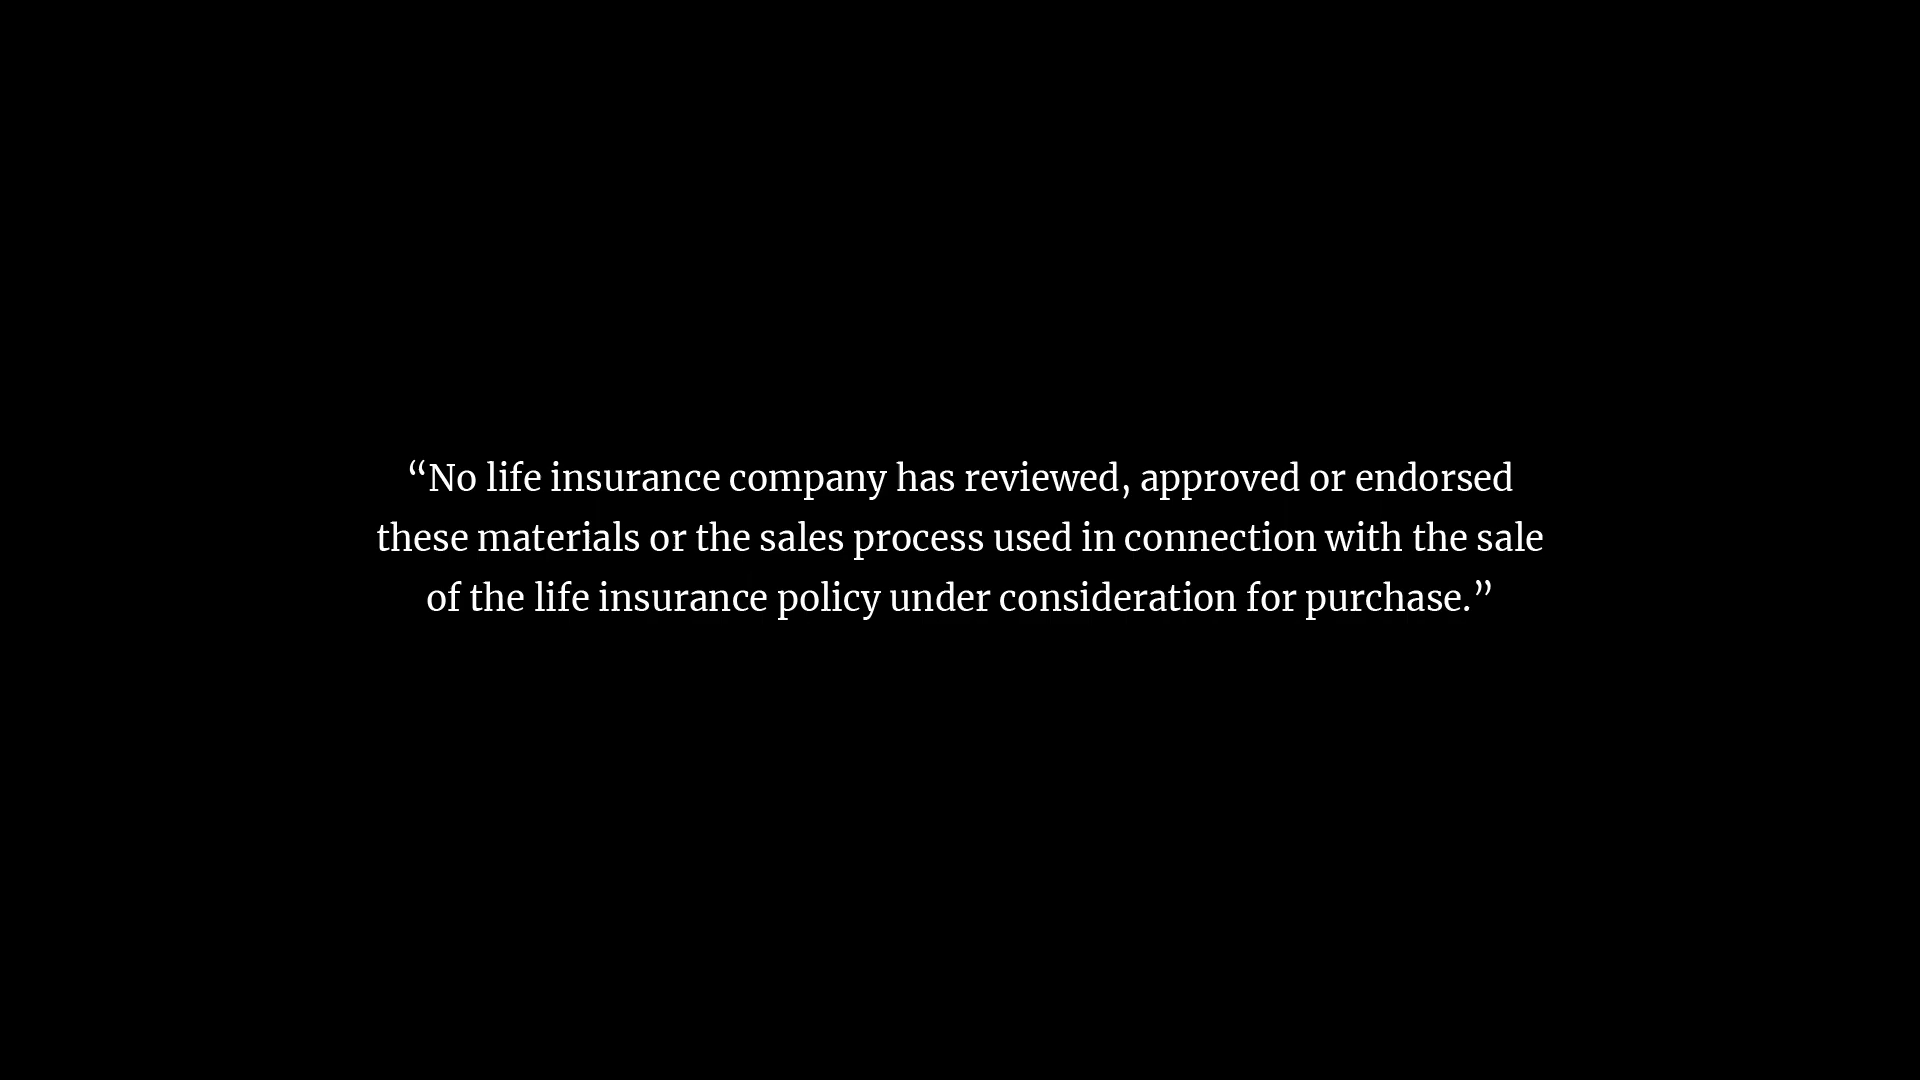 “No life insurance company has reviewed, approved or endorsed
these materials or the sales process used in connection with the sale
of the life insurance policy under consideration for purchase.”